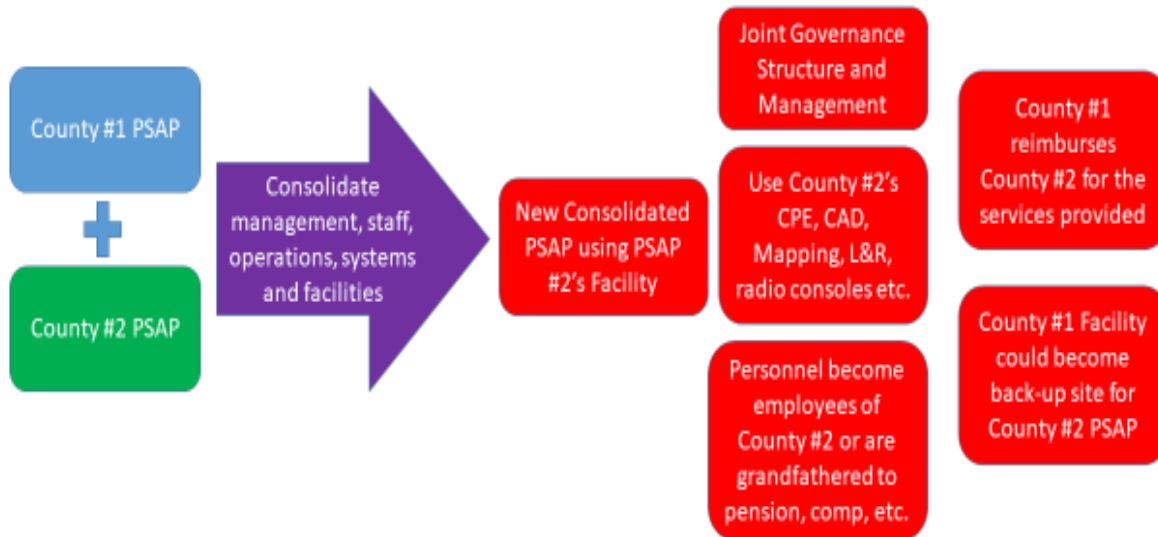 County #1 PSAP
County #2 PSAP
Consolidate
management, staff,
operations, systems
and facilities
New Consolidated
PSAP using PSAP
#2's Facility
Joint Governance
Structure and
Management
Use County #2's
CPE, CAD,
Mapping, L&R,
radio consoles etc.
Personnel become
employees of
County #2 or are
grandfathered to
pension, comp, etc.
County #1
reimburses
County #2 for the
services provided
County #1 Facility
could become
back-up site for
County #2 PSAP